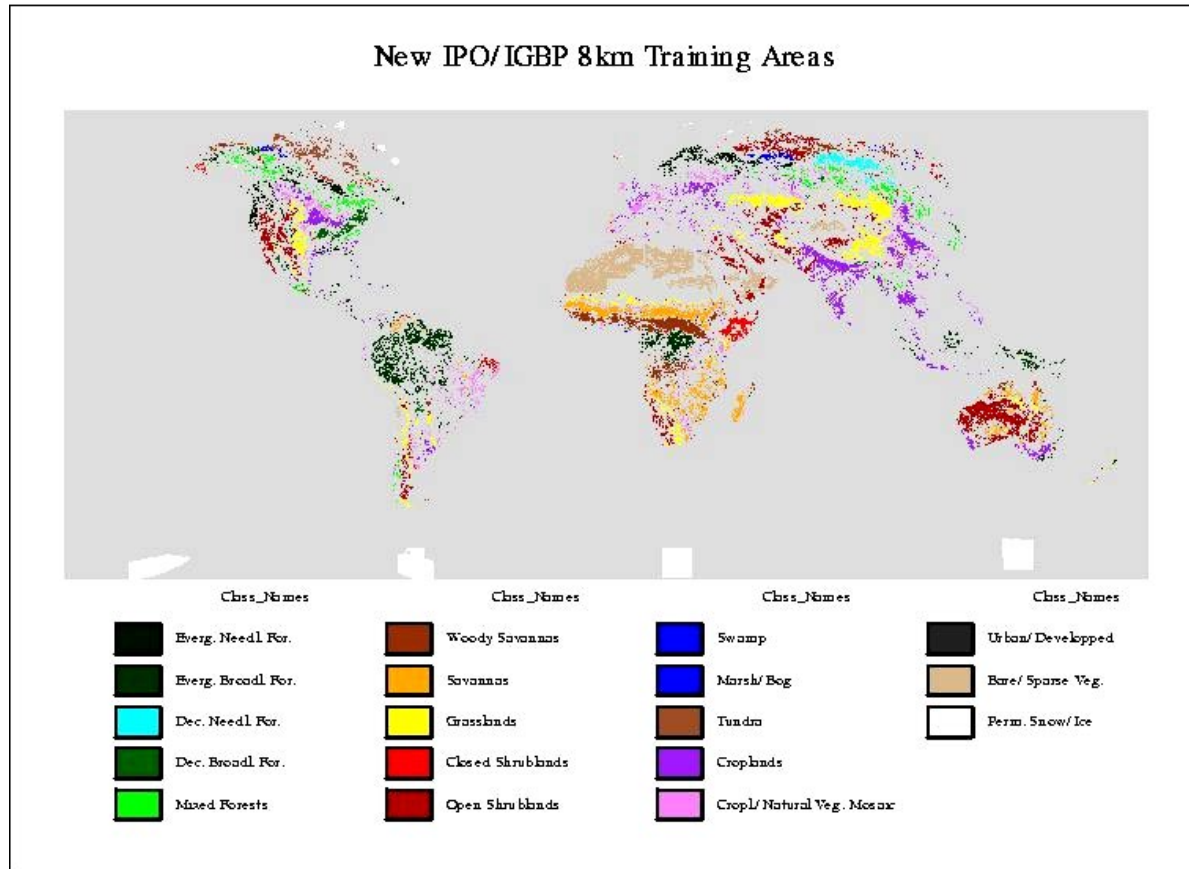 New IPO/IGBP 8km Training Areas
Class_Names Class_Names Class_Names Class_Names
Everg. Needl. For. Woody Savannas Swamp Urban/Developped
Everg. Broadl. For. Savannas Marsh/Bog Bare/Sparse Veg.
Dec. Needl. For. Grasslands Tundra Perm. Snow/Ice
Dec. Broadl. For. Closed Shrublands Croplands
Mixed Forests Open Shrublands Cropl/Natural Veg. Mosaic